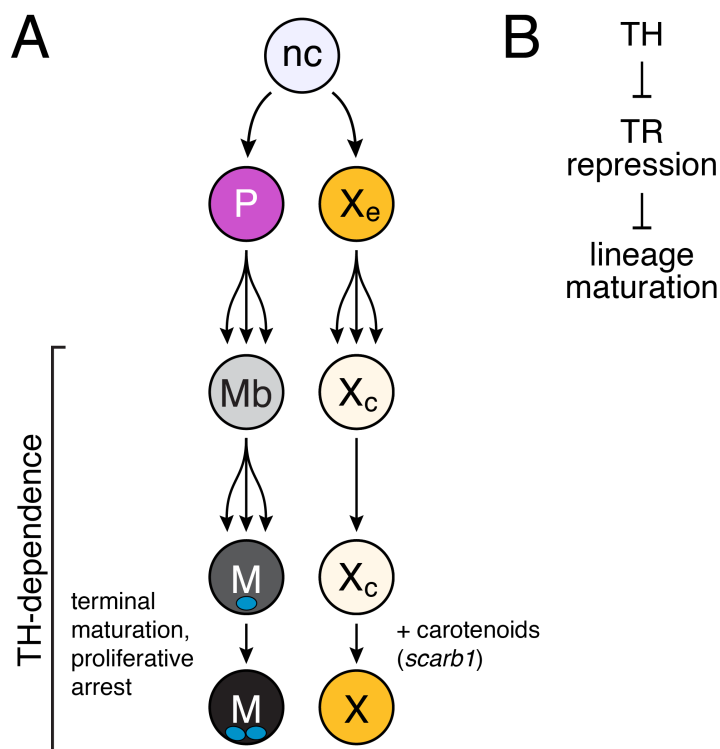 A
B
nc
P
Xe
Mb
Xc
M
Xc
M
X
TH-dependence
terminal
maturation,
proliferative
arrest
+ carotenoids
(scarb1)
TH
TR
repression
lineage
maturation